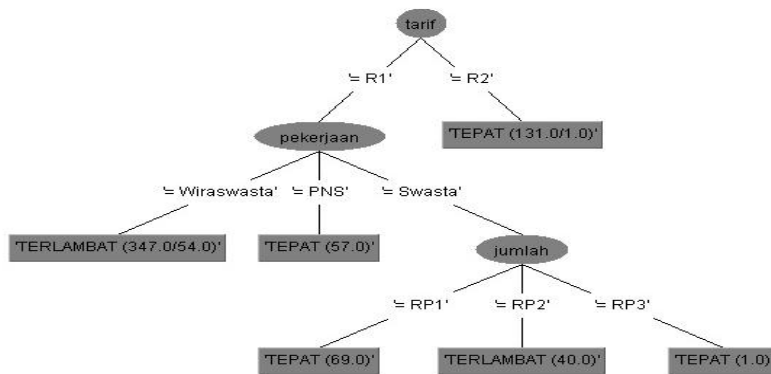 tarif
'= R1'
'= R2'
pekerjaan
'TEPAT (131.0/1.0)'
'= Wiraswasta'
'= PNS'
'= Swasta'
'TERLAMBAT (347.0/54.0)'
'TEPAT (57.0)'
jumlah
'= RP1'
'= RP2'
'= RP3'
'TEPAT (69.0)'
'TERLAMBAT (40.0)'
'TEPAT (1.0)